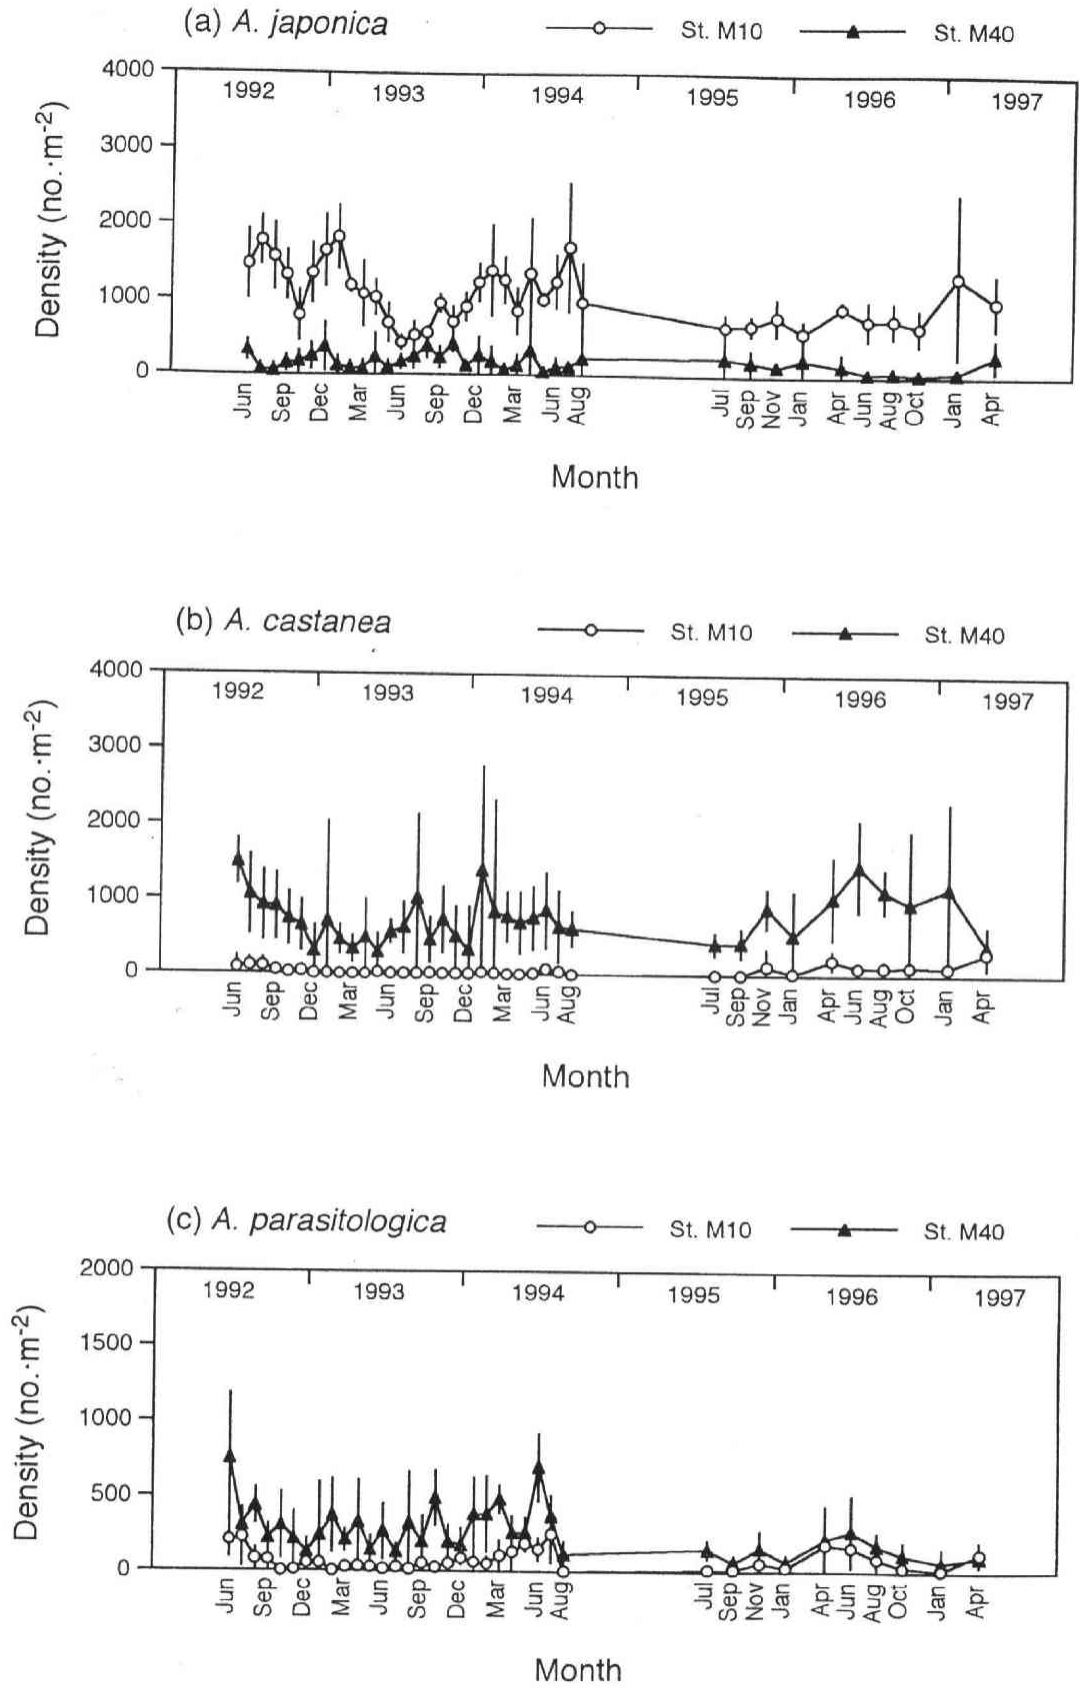 (a) A. japonica St. M10 St. M40
4000 1992 1993 1994 1995 1996 1997
3000
2000
1000
0
Density (no.·m-2)
Jun Sep Dec Mar Jun Sep Dec Mar Jun Aug Jul Sep Nov Jan Apr Jun Aug Oct Jan Apr
Month
(b) A. castanea St. M10 St. M40
4000 1992 1993 1994 1995 1996 1997
3000
2000
1000
0
Density (no.·m-2)
Jun Sep Dec Mar Jun Sep Dec Mar Jun Aug Jul Sep Nov Jan Apr Jun Aug Oct Jan Apr
Month
(c) A. parasitologica St. M10 St. M40
2000 1992 1993 1994 1995 1996 1997
1500
1000
500
0
Density (no.·m-2)
Jun Sep Dec Mar Jun Sep Dec Mar Jun Aug Jul Sep Nov Jan Apr Jun Aug Oct Jan Apr
Month